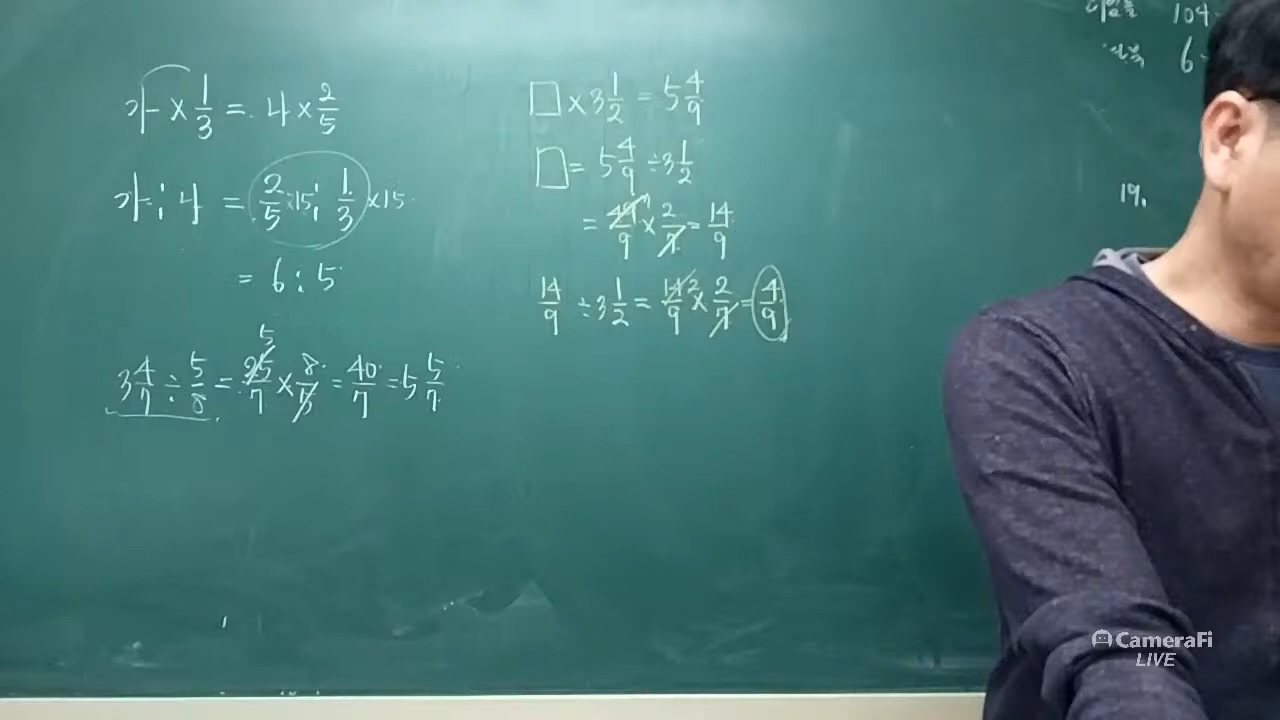 가 × 1/3 = 4 × 2/5
가 : 4 = 2/5 ×15 : 1/3 ×15
= 6 : 5
3 4/7 ÷ 5/8 = 25/7 5 × 8/5 = 40/7 = 5 5/7
□ × 3 1/2 = 5 4/9
□ = 5 4/9 ÷ 3 1/2
= 49/9 7 × 2/7 = 14/9
14/9 ÷ 3 1/2 = 14/9 2 × 2/7 = 4/9
104
6
19.
CameraFi
LIVE